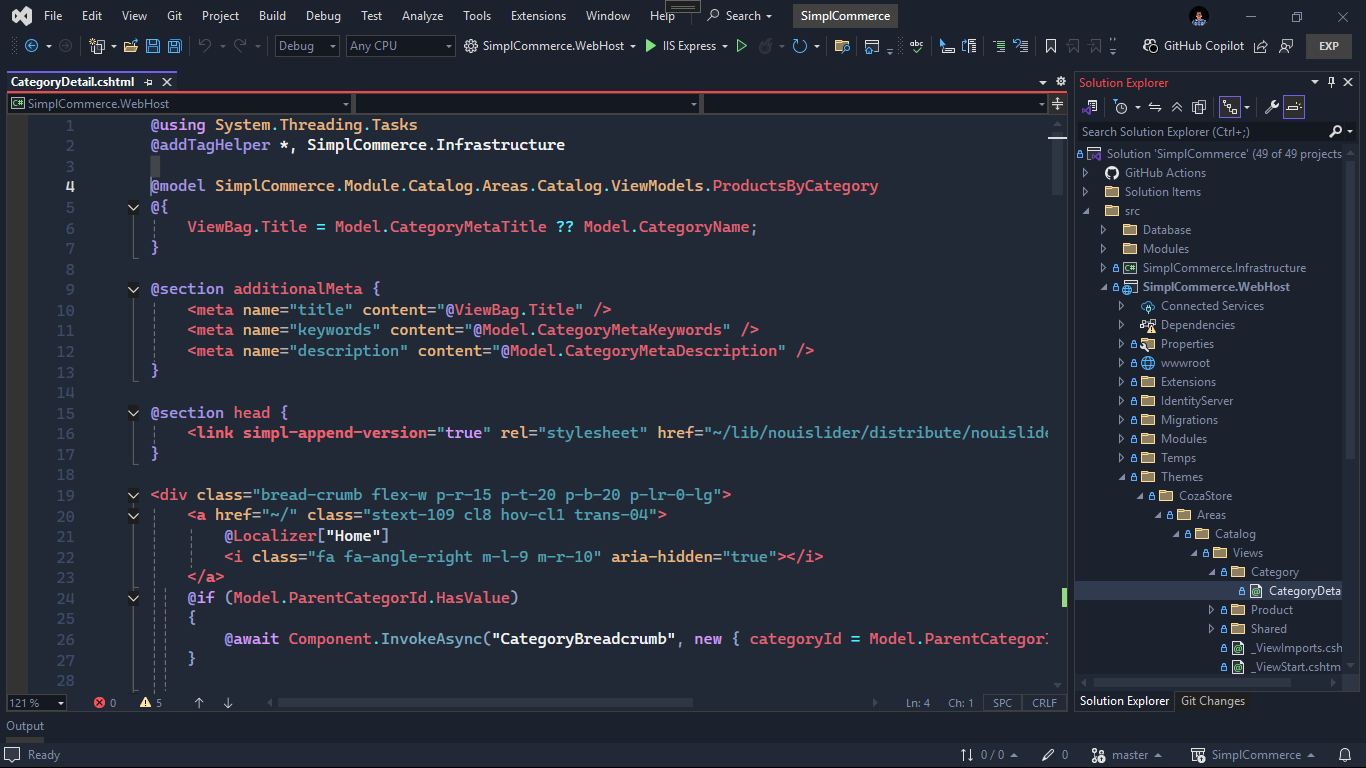 File Edit View Git Project Build Debug Test Analyze Tools Extensions Window Help Search SimplCommerce
Debug Any CPU SimplCommerce.WebHost IIS Express GitHub Copilot EXP
CategoryDetail.cshtml
SimplCommerce.WebHost
1 @using System.Threading.Tasks
2 @addTagHelper *, SimplCommerce.Infrastructure
3
4 @model SimplCommerce.Module.Catalog.Areas.Catalog.ViewModels.ProductsByCategory
5 @{
6 ViewBag.Title = Model.CategoryMetaTitle ?? Model.CategoryName;
7 }
8
9 @section additionalMeta {
10 <meta name="title" content="@ViewBag.Title" />
11 <meta name="keywords" content="@Model.CategoryMetaKeywords" />
12 <meta name="description" content="@Model.CategoryMetaDescription" />
13 }
14
15 @section head {
16 <link simpl-append-version="true" rel="stylesheet" href="~/lib/nouislider/distribute/nouislide
17 }
18
19 <div class="bread-crumb flex-w p-r-15 p-t-20 p-b-20 p-lr-0-lg">
20 <a href="~/" class="stext-109 cl8 hov-cl1 trans-04">
21 @Localizer["Home"]
22 <i class="fa fa-angle-right m-l-9 m-r-10" aria-hidden="true"></i>
23 </a>
24 @if (Model.ParentCategorId.HasValue)
25 {
26 @await Component.InvokeAsync("CategoryBreadcrumb", new { categoryId = Model.ParentCategor
27 }
28
121 % 0 5 Ln: 4 Ch: 1 SPC CRLF
Solution Explorer
Search Solution Explorer (Ctrl+;)
Solution 'SimplCommerce' (49 of 49 projects
GitHub Actions
Solution Items
src
Database
Modules
SimplCommerce.Infrastructure
SimplCommerce.WebHost
Connected Services
Dependencies
Properties
wwwroot
Extensions
IdentityServer
Migrations
Modules
Temps
Themes
CozaStore
Areas
Catalog
Views
Category
CategoryDeta
Product
Shared
_ViewImports.csh
_ViewStart.cshtm
Solution Explorer Git Changes
Output
Ready 0 / 0 0 master SimplCommerce